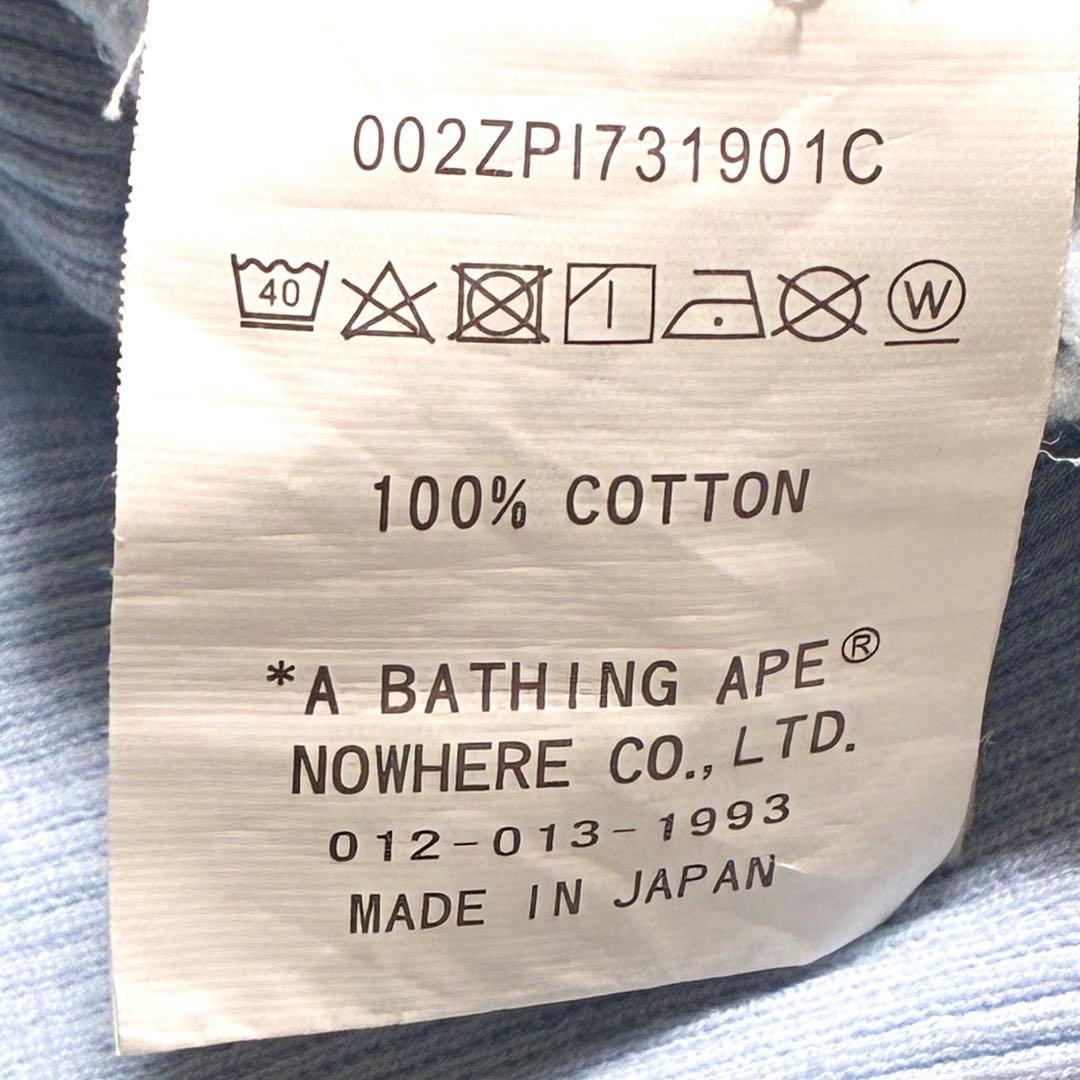 002ZPI731901C
40 W
100% COTTON
*A BATHING APE®
NOWHERE CO., LTD.
012-013-1993
MADE IN JAPAN